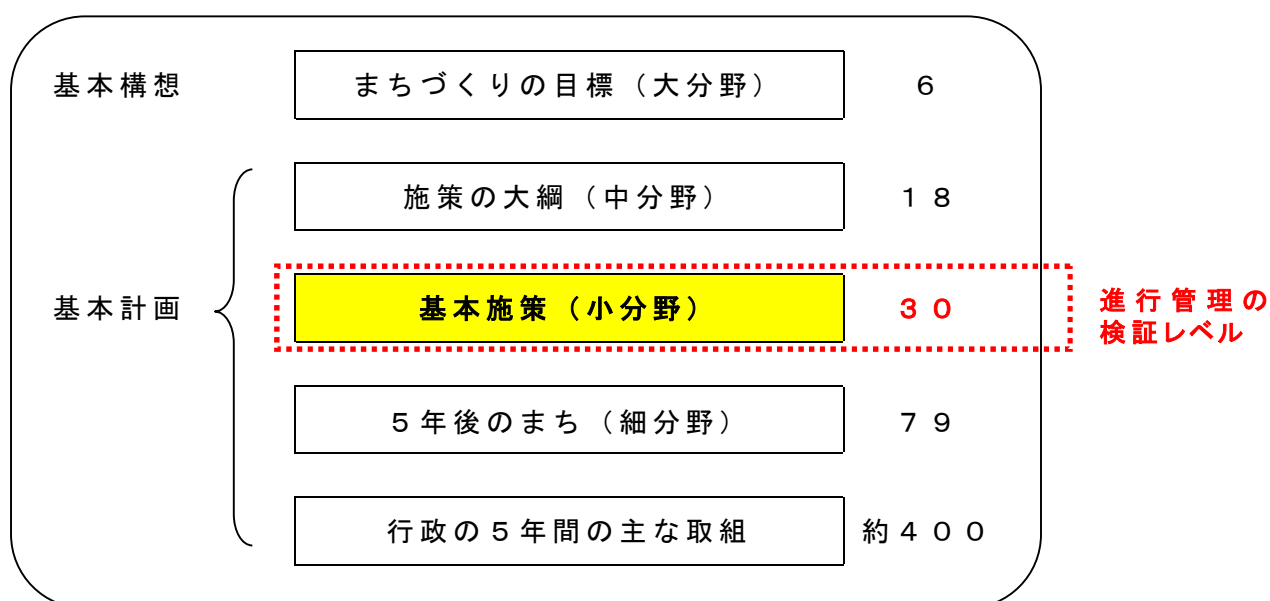 基本構想 まちづくりの目標（大分野） ６
施策の大綱（中分野） １８
基本計画 基本施策（小分野） ３０
進行管理の
検証レベル
５年後のまち（細分野） ７９
行政の５年間の主な取組 約４００